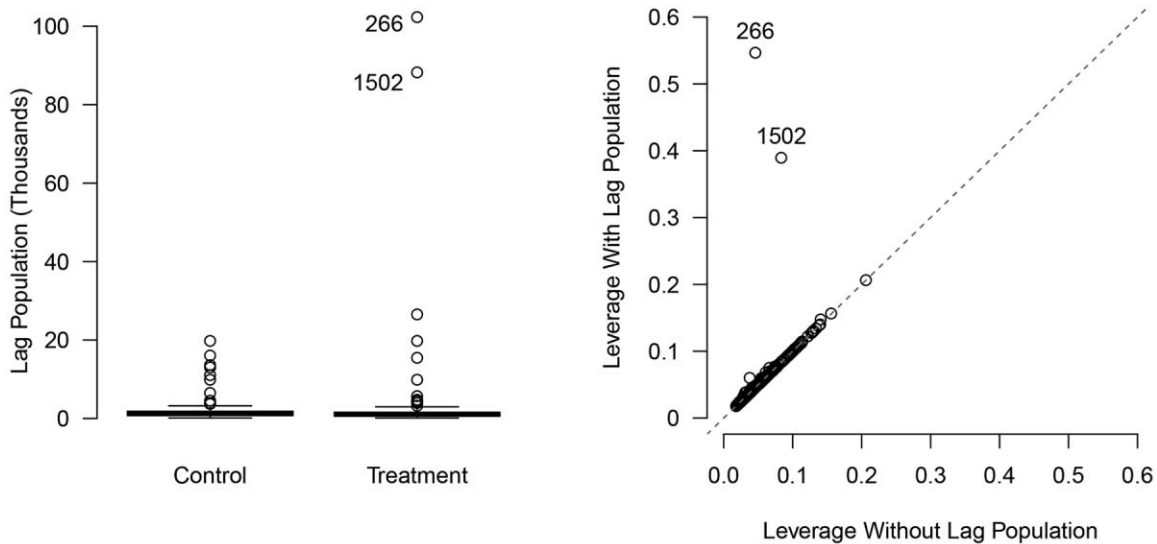 Lag Population (Thousands)
100
80
60
40
20
0
266
1502
Control
Treatment
Leverage With Lag Population
0.6
0.5
0.4
0.3
0.2
0.1
0
266
1502
0.0 0.1 0.2 0.3 0.4 0.5 0.6
Leverage Without Lag Population